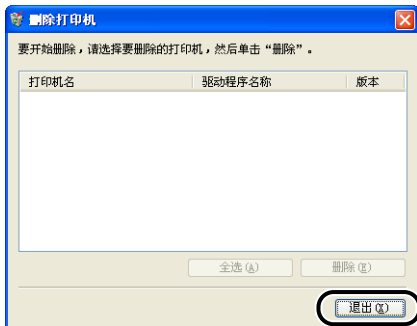 删除打印机
要开始删除，请选择要删除的打印机，然后单击“删除”。
打印机名 驱动程序名称 版本
全选(A) 删除(E)
退出(X)